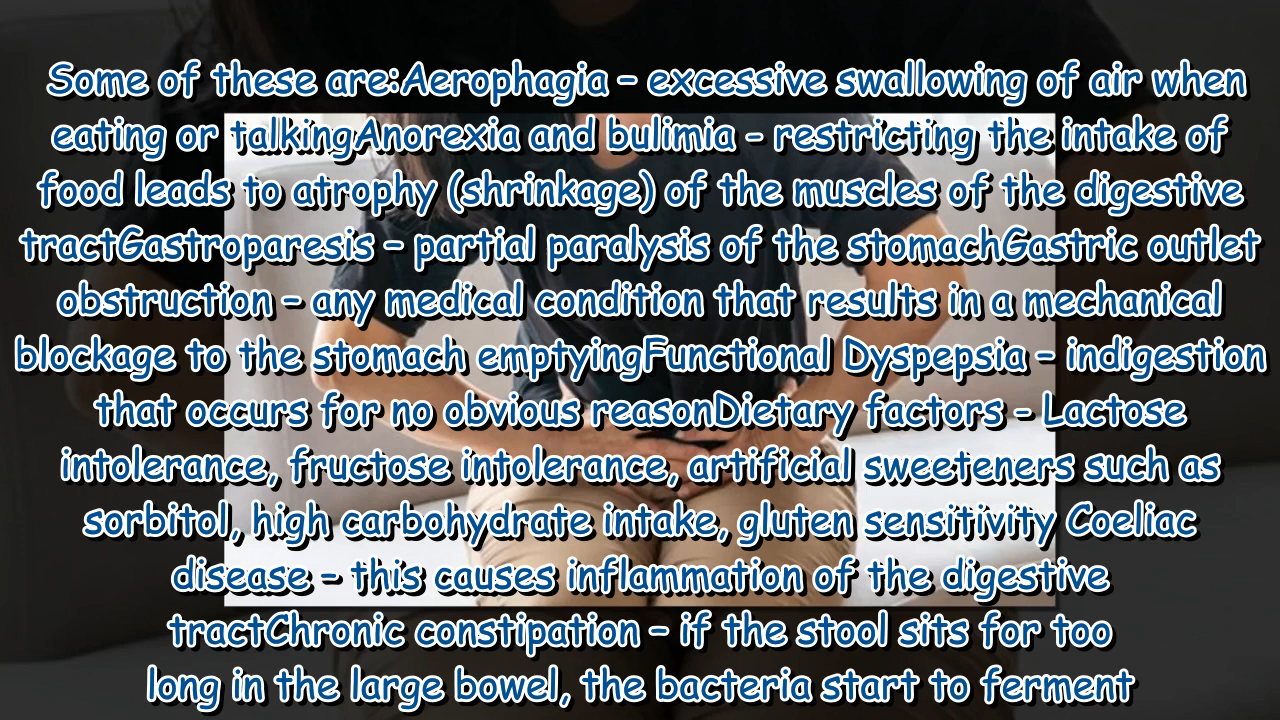 Some of these are:Aerophagia – excessive swallowing of air when
eating or talkingAnorexia and bulimia – restricting the intake of
food leads to atrophy (shrinkage) of the muscles of the digestive
tractGastroparesis – partial paralysis of the stomachGastric outlet
obstruction – any medical condition that results in a mechanical
blockage to the stomach emptyingFunctional Dyspepsia – indigestion
that occurs for no obvious reasonDietary factors – Lactose
intolerance, fructose intolerance, artificial sweeteners such as
sorbitol, high carbohydrate intake, gluten sensitivity Coeliac
disease – this causes inflammation of the digestive
tractChronic constipation – if the stool sits for too
long in the large bowel, the bacteria start to ferment